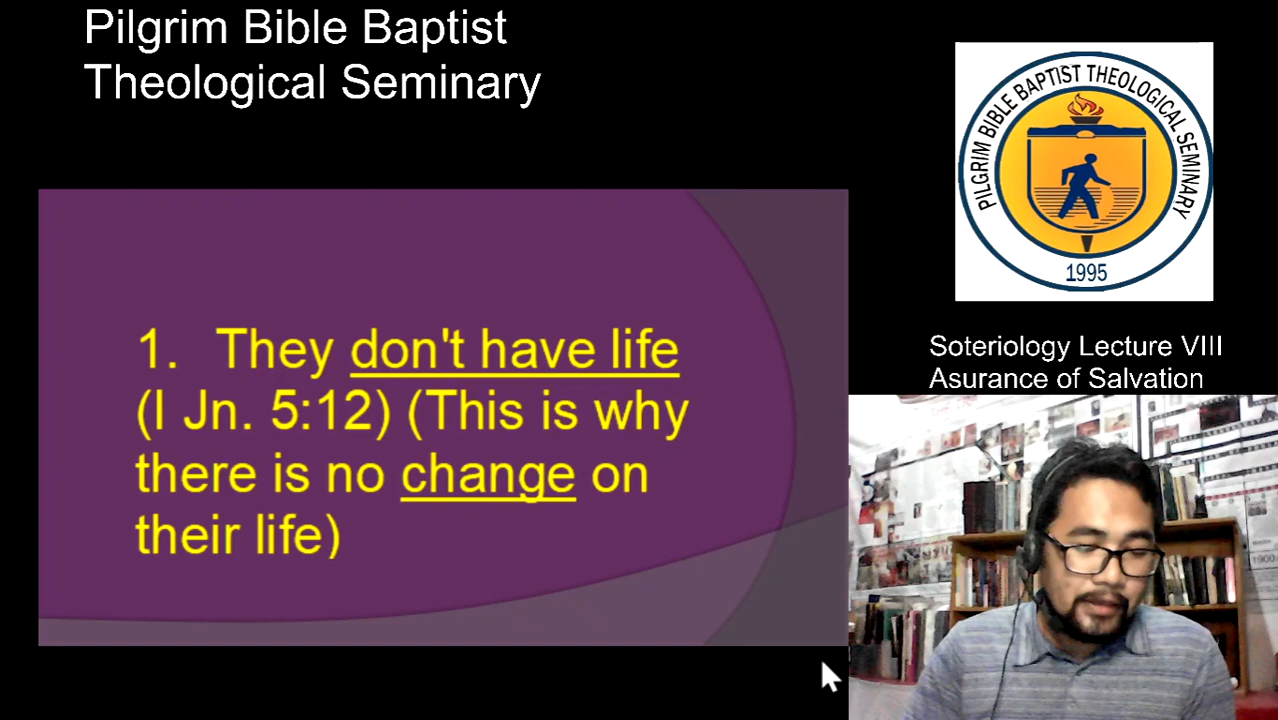 Pilgrim Bible Baptist
Theological Seminary
PILGRIM BIBLE BAPTIST THEOLOGICAL SEMINARY
1995
Soteriology Lecture VIII
Asurance of Salvation
1. They don't have life
(I Jn. 5:12) (This is why
there is no change on
their life)